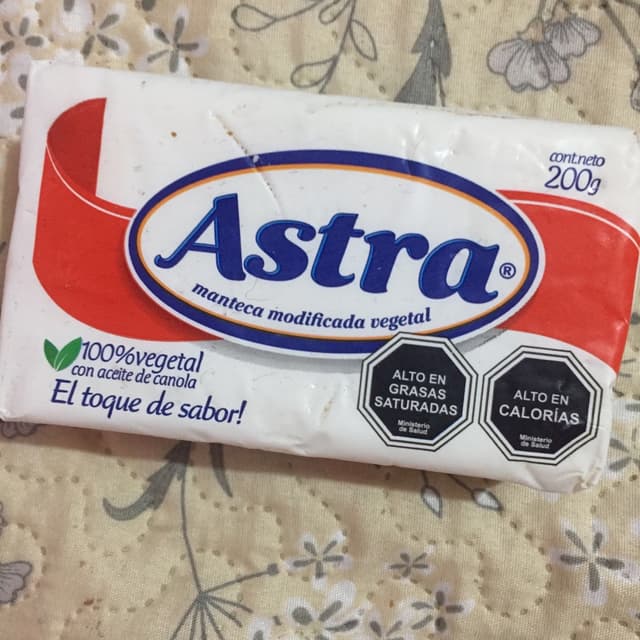 cont.neto
200g
Astra®
manteca modificada vegetal
100%vegetal
con aceite de canola
El toque de sabor!
ALTO EN
GRASAS
SATURADAS
Ministerio
de Salud
ALTO EN
CALORÍAS
Ministerio
de Salud